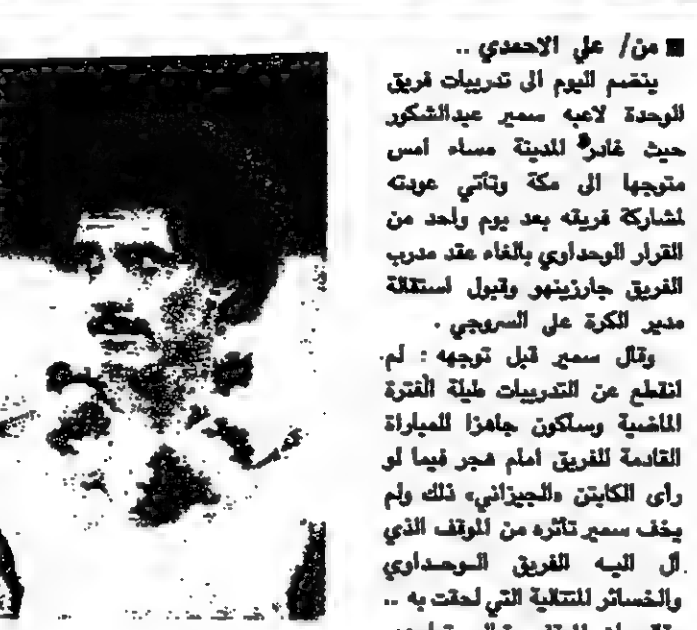 ■ من/ علي الاحمدي ..
ينضم اليوم الى تدريبات فريق
الوحدة لاعبه سمير عبدالشكور
حيث غادر المدينة مساء امس
متوجها الى مكة وتأتي عودته
لمشاركة فريقه بعد يوم واحد من
القرار الوحداوي بالغاء عقد مدرب
الفريق جارزينهو وقبول استقالة
مدير الكرة علي السروجي .
وقال سمير قبل توجهه : لم
انقطع عن التدريبات طيلة الفترة
الماضية وساكون جاهزا للمباراة
القادمة للفريق امام هجر فيما لو
رأى الكابتن «الجيزاني» ذلك ولم
يخف سمير تأثره من الموقف الذي
آل اليه الفريق الوحداوي
والخسائر المتتالية التي لحقت به ..